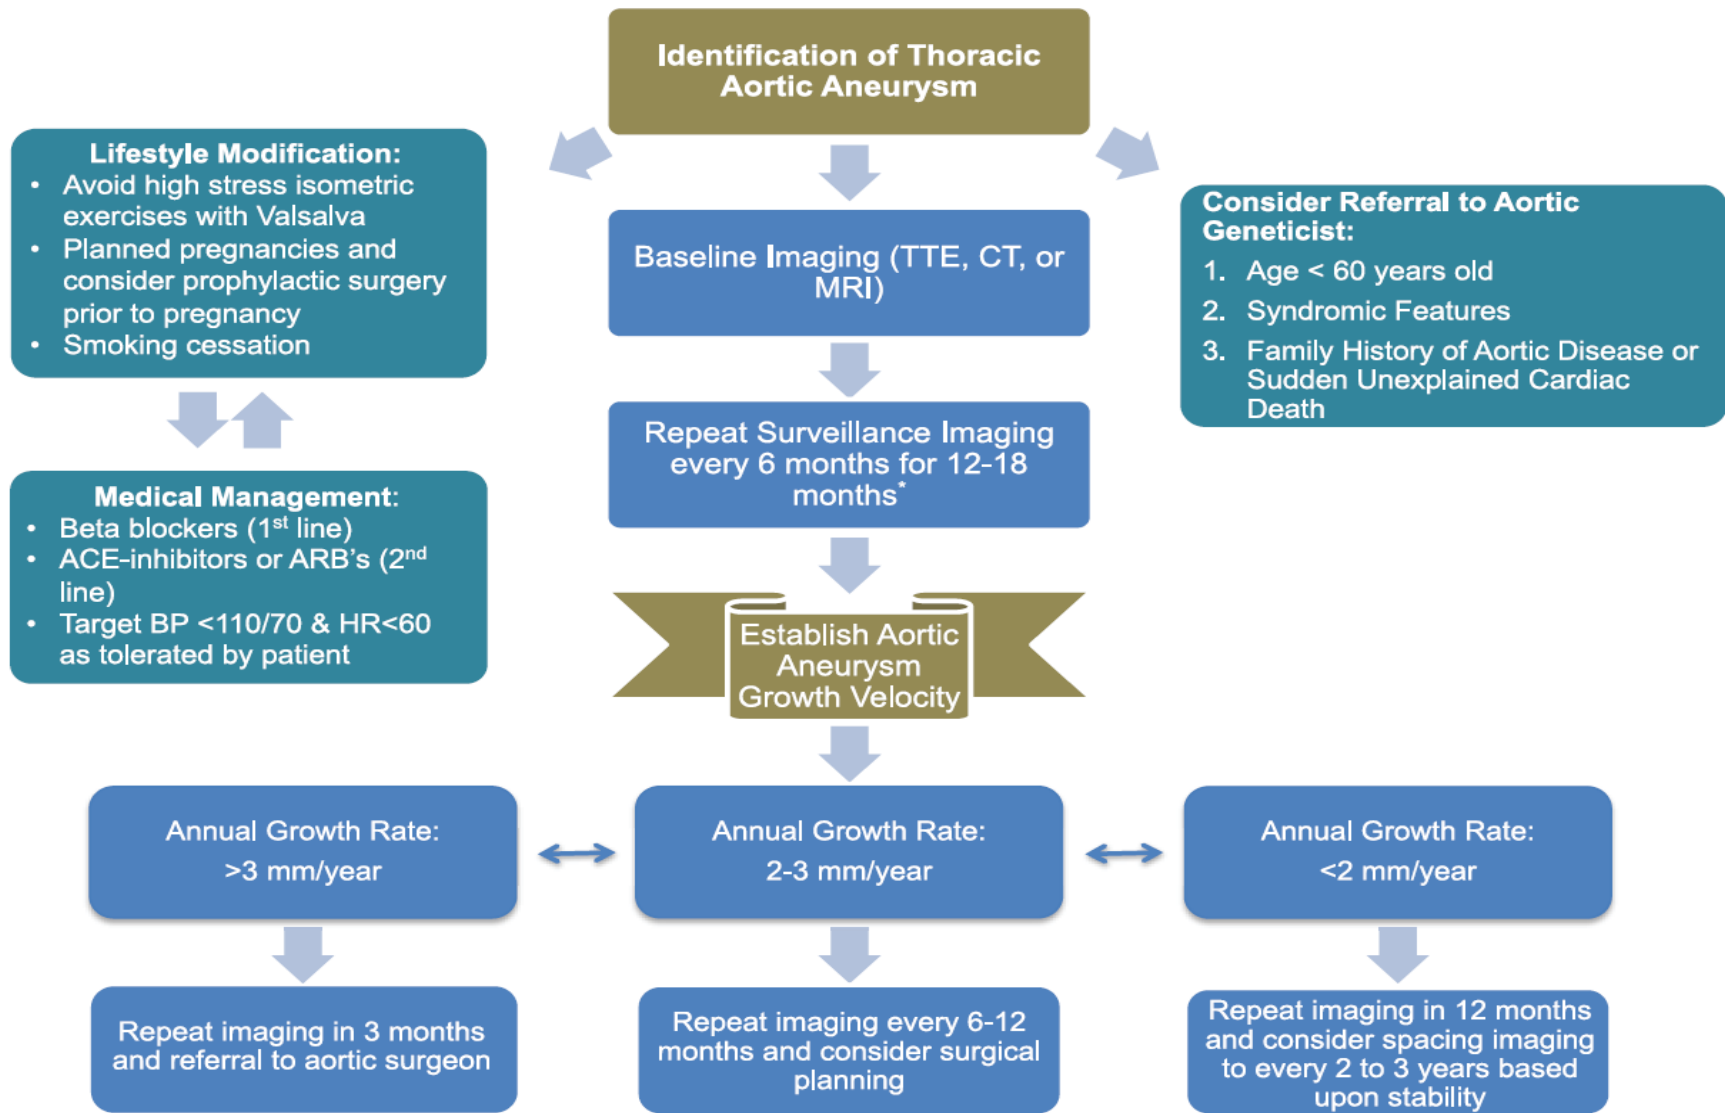 Identification of Thoracic
Aortic Aneurysm
Lifestyle Modification:
• Avoid high stress isometric
exercises with Valsalva
• Planned pregnancies and
consider prophylactic surgery
prior to pregnancy
• Smoking cessation
Baseline Imaging (TTE, CT, or
MRI)
Consider Referral to Aortic
Geneticist:
1. Age < 60 years old
2. Syndromic Features
3. Family History of Aortic Disease or
Sudden Unexplained Cardiac
Death
Repeat Surveillance Imaging
every 6 months for 12-18
months*
Medical Management:
• Beta blockers (1st line)
• ACE-inhibitors or ARB's (2nd
line)
• Target BP <110/70 & HR<60
as tolerated by patient
Establish Aortic
Aneurysm
Growth Velocity
Annual Growth Rate:
>3 mm/year
Annual Growth Rate:
2-3 mm/year
Annual Growth Rate:
<2 mm/year
Repeat imaging in 3 months
and referral to aortic surgeon
Repeat imaging every 6-12
months and consider surgical
planning
Repeat imaging in 12 months
and consider spacing imaging
to every 2 to 3 years based
upon stability